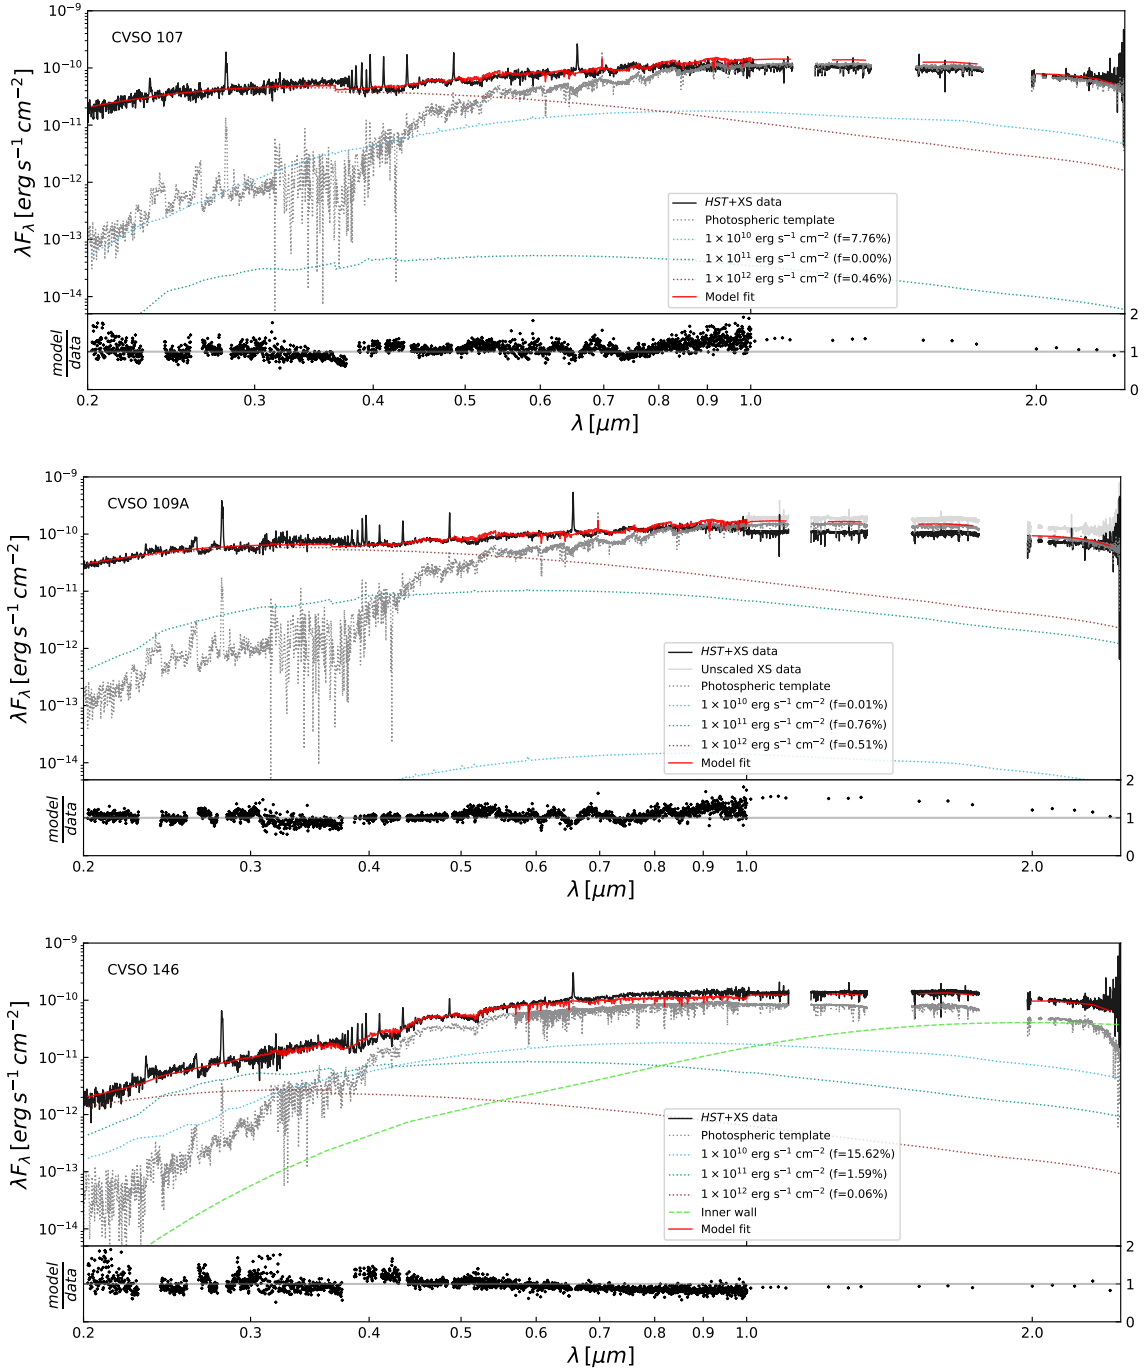 CVSO 107
10⁻⁹
10⁻¹⁰
10⁻¹¹
10⁻¹²
10⁻¹³
10⁻¹⁴
λF_λ [erg s⁻¹ cm⁻²]
HST+XS data
Photospheric template
1 × 10¹⁰ erg s⁻¹ cm⁻² (f=7.76%)
1 × 10¹¹ erg s⁻¹ cm⁻² (f=0.00%)
1 × 10¹² erg s⁻¹ cm⁻² (f=0.46%)
Model fit
model
data
2
1
0
0.2 0.3 0.4 0.5 0.6 0.7 0.8 0.9 1.0 2.0
λ [μm]
CVSO 109A
10⁻⁹
10⁻¹⁰
10⁻¹¹
10⁻¹²
10⁻¹³
10⁻¹⁴
λF_λ [erg s⁻¹ cm⁻²]
HST+XS data
Unscaled XS data
Photospheric template
1 × 10¹⁰ erg s⁻¹ cm⁻² (f=0.01%)
1 × 10¹¹ erg s⁻¹ cm⁻² (f=0.76%)
1 × 10¹² erg s⁻¹ cm⁻² (f=0.51%)
Model fit
model
data
2
1
0
0.2 0.3 0.4 0.5 0.6 0.7 0.8 0.9 1.0 2.0
λ [μm]
CVSO 146
10⁻⁹
10⁻¹⁰
10⁻¹¹
10⁻¹²
10⁻¹³
10⁻¹⁴
λF_λ [erg s⁻¹ cm⁻²]
HST+XS data
Photospheric template
1 × 10¹⁰ erg s⁻¹ cm⁻² (f=15.62%)
1 × 10¹¹ erg s⁻¹ cm⁻² (f=1.59%)
1 × 10¹² erg s⁻¹ cm⁻² (f=0.06%)
Inner wall
Model fit
model
data
2
1
0
0.2 0.3 0.4 0.5 0.6 0.7 0.8 0.9 1.0 2.0
λ [μm]